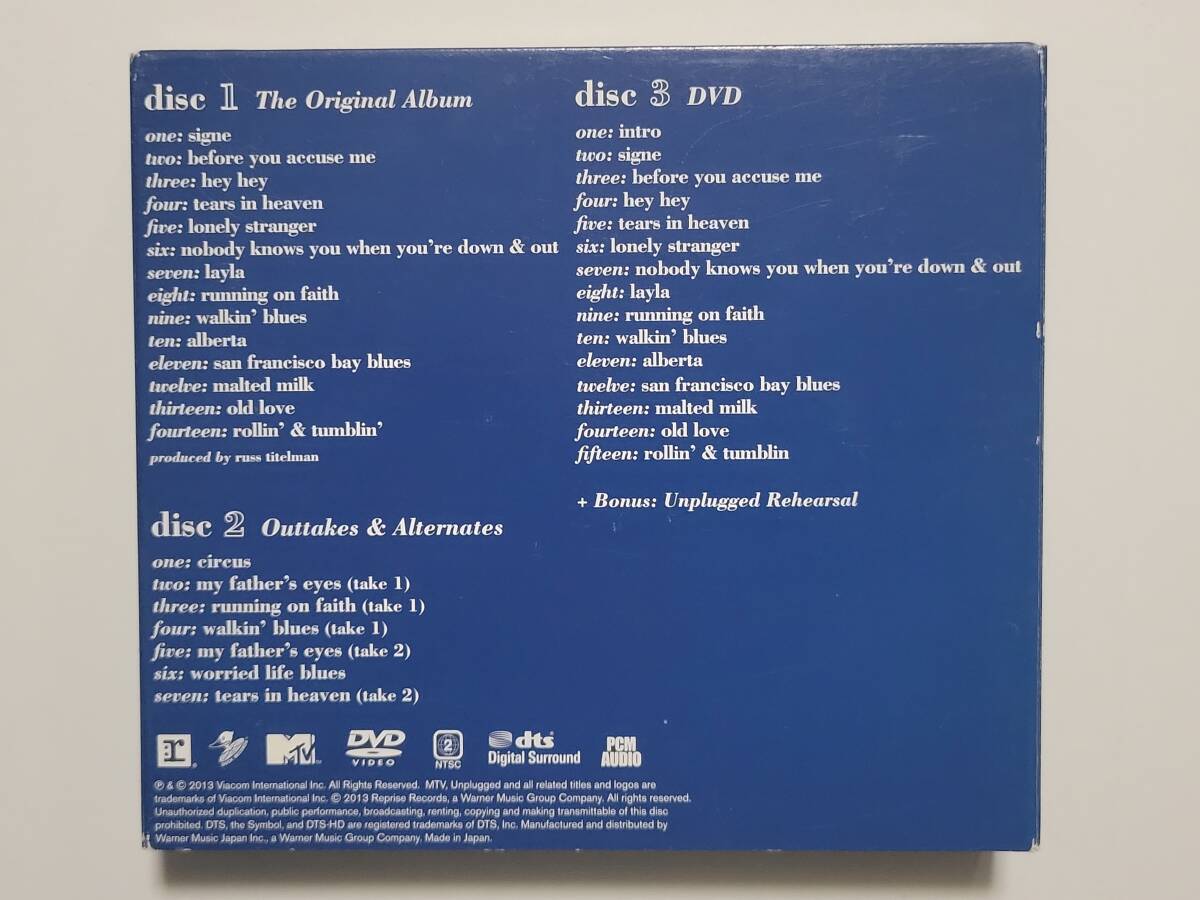 disc 1 The Original Album
one: signe
two: before you accuse me
three: hey hey
four: tears in heaven
five: lonely stranger
six: nobody knows you when you're down & out
seven: layla
eight: running on faith
nine: walkin' blues
ten: alberta
eleven: san francisco bay blues
twelve: malted milk
thirteen: old love
fourteen: rollin' & tumblin'
produced by russ titelman
disc 2 Outtakes & Alternates
one: circus
two: my father's eyes (take 1)
three: running on faith (take 1)
four: walkin' blues (take 1)
five: my father's eyes (take 2)
six: worried life blues
seven: tears in heaven (take 2)
disc 3 DVD
one: intro
two: signe
three: before you accuse me
four: hey hey
five: tears in heaven
six: lonely stranger
seven: nobody knows you when you're down & out
eight: layla
nine: running on faith
ten: walkin' blues
eleven: alberta
twelve: san francisco bay blues
thirteen: malted milk
fourteen: old love
fifteen: rollin' & tumblin
+ Bonus: Unplugged Rehearsal
r MTV DVD VIDEO 2 NTSC dts Digital Surround PCM AUDIO
℗ & © 2013 Viacom International Inc. All Rights Reserved. MTV, Unplugged and all related titles and logos are
trademarks of Viacom International Inc. © 2013 Reprise Records, a Warner Music Group Company. All rights reserved.
Unauthorized duplication, public performance, broadcasting, renting, copying and making transmittable of this disc
prohibited. DTS, the Symbol, and DTS-HD are registered trademarks of DTS, Inc. Manufactured and distributed by
Warner Music Japan Inc., a Warner Music Group Company. Made in Japan.